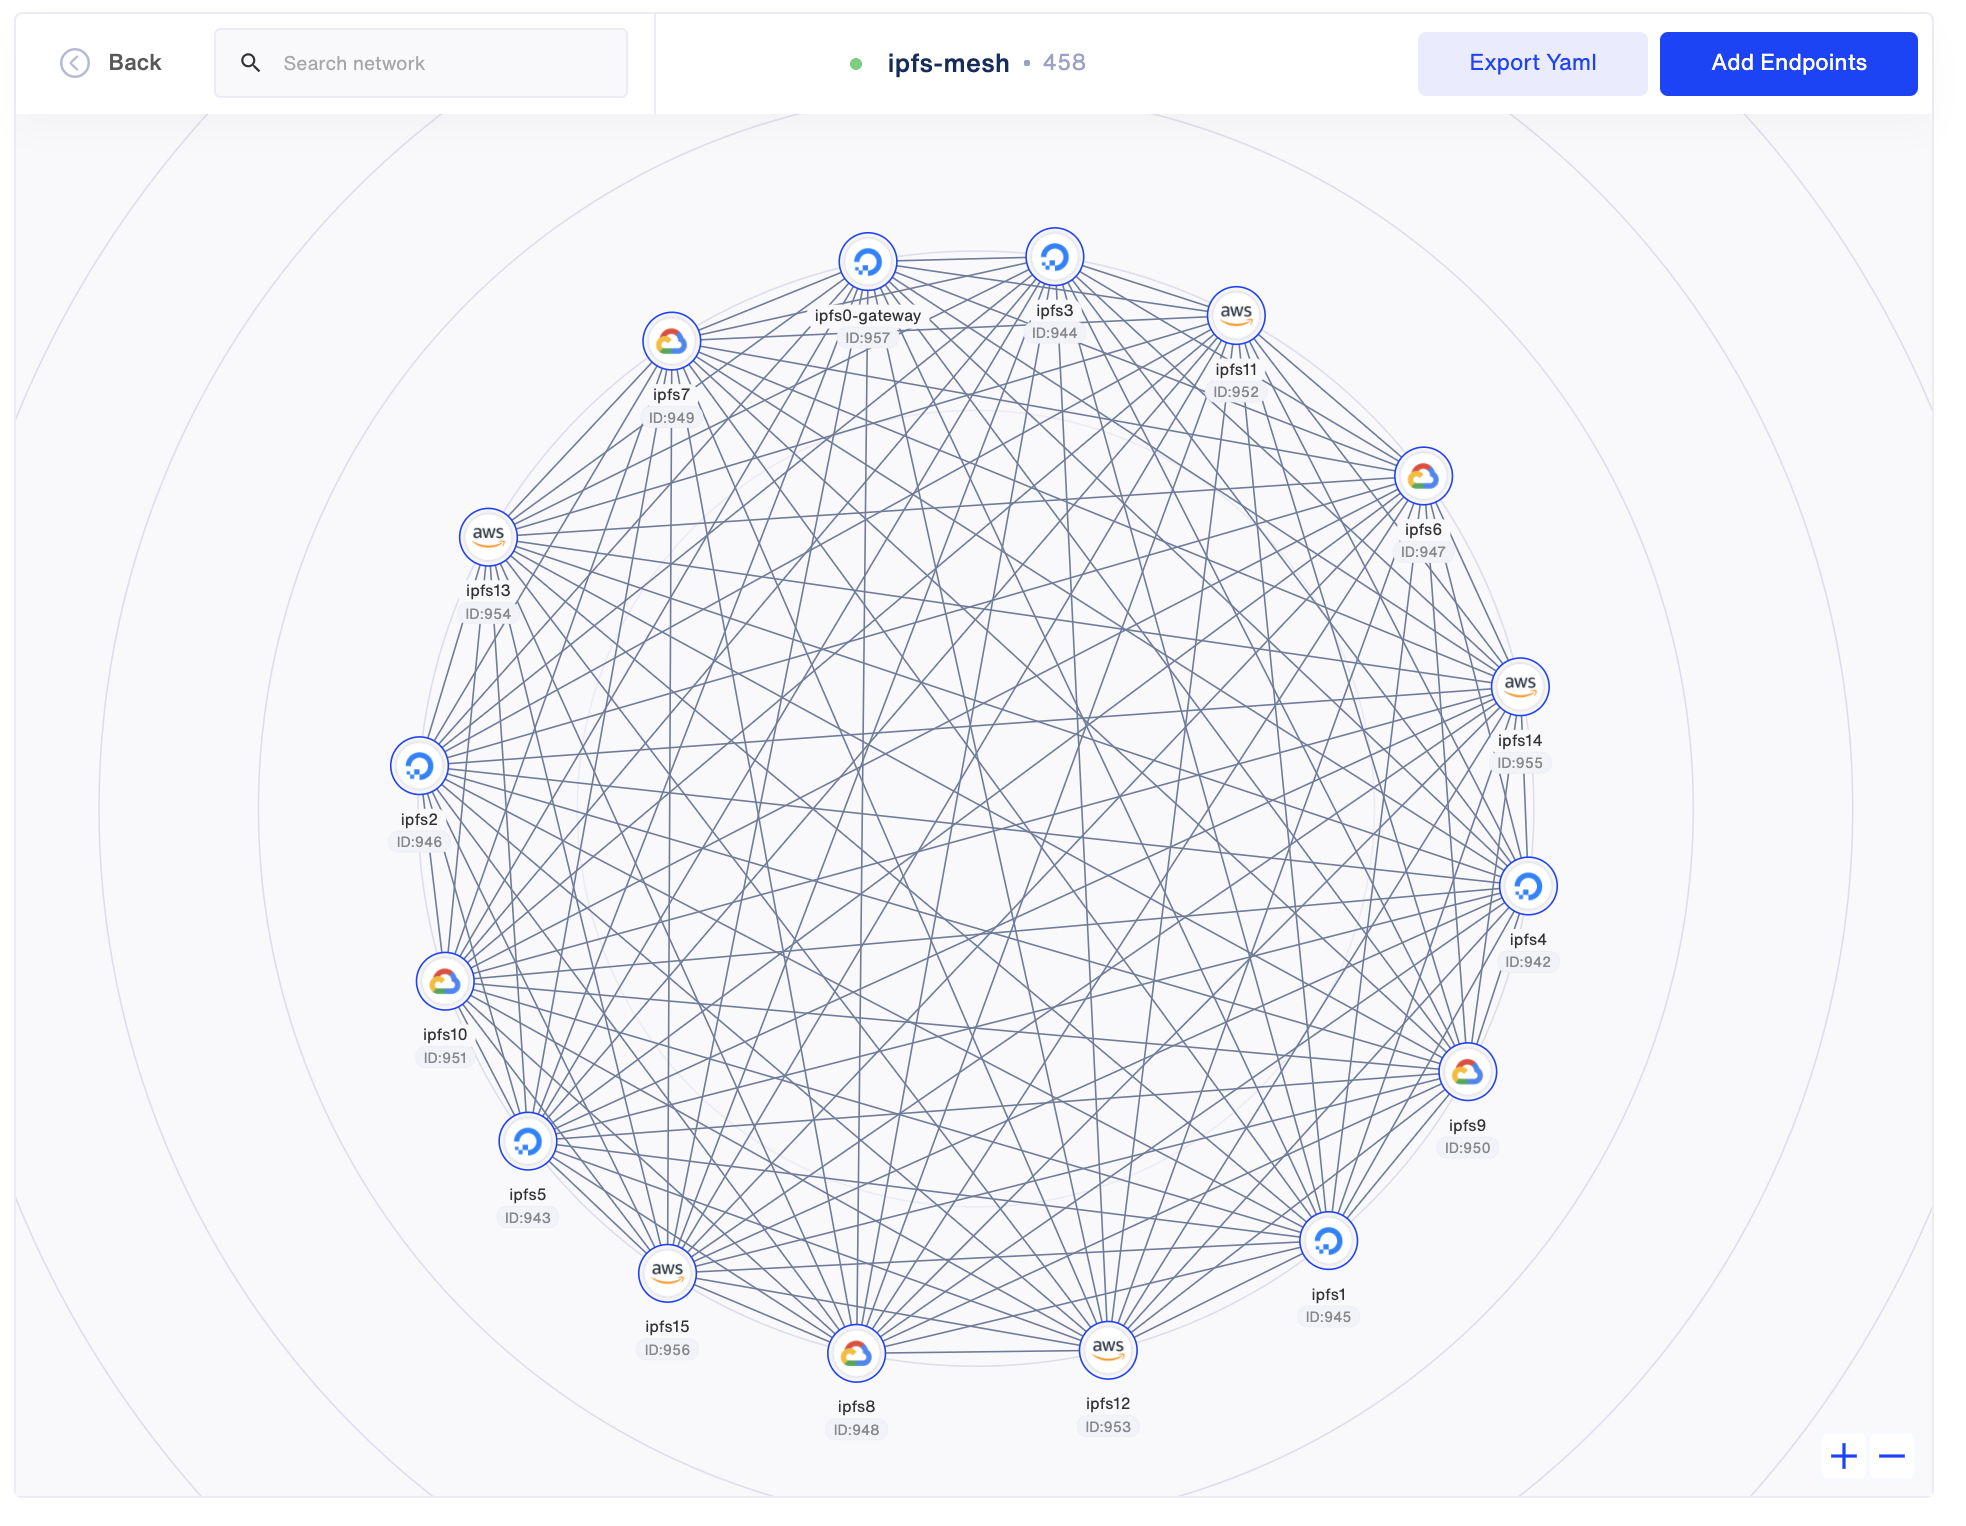 Back
Search network
ipfs-mesh • 458
Export Yaml
Add Endpoints
ipfs0-gateway
ID:957
ipfs3
ID:944
aws
ipfs11
ID:952
ipfs7
ID:949
ipfs6
ID:947
aws
ipfs13
ID:954
aws
ipfs14
ID:955
ipfs2
ID:946
ipfs4
ID:942
ipfs10
ID:951
ipfs9
ID:950
ipfs5
ID:943
aws
ipfs15
ID:956
ipfs1
ID:945
ipfs8
ID:948
aws
ipfs12
ID:953